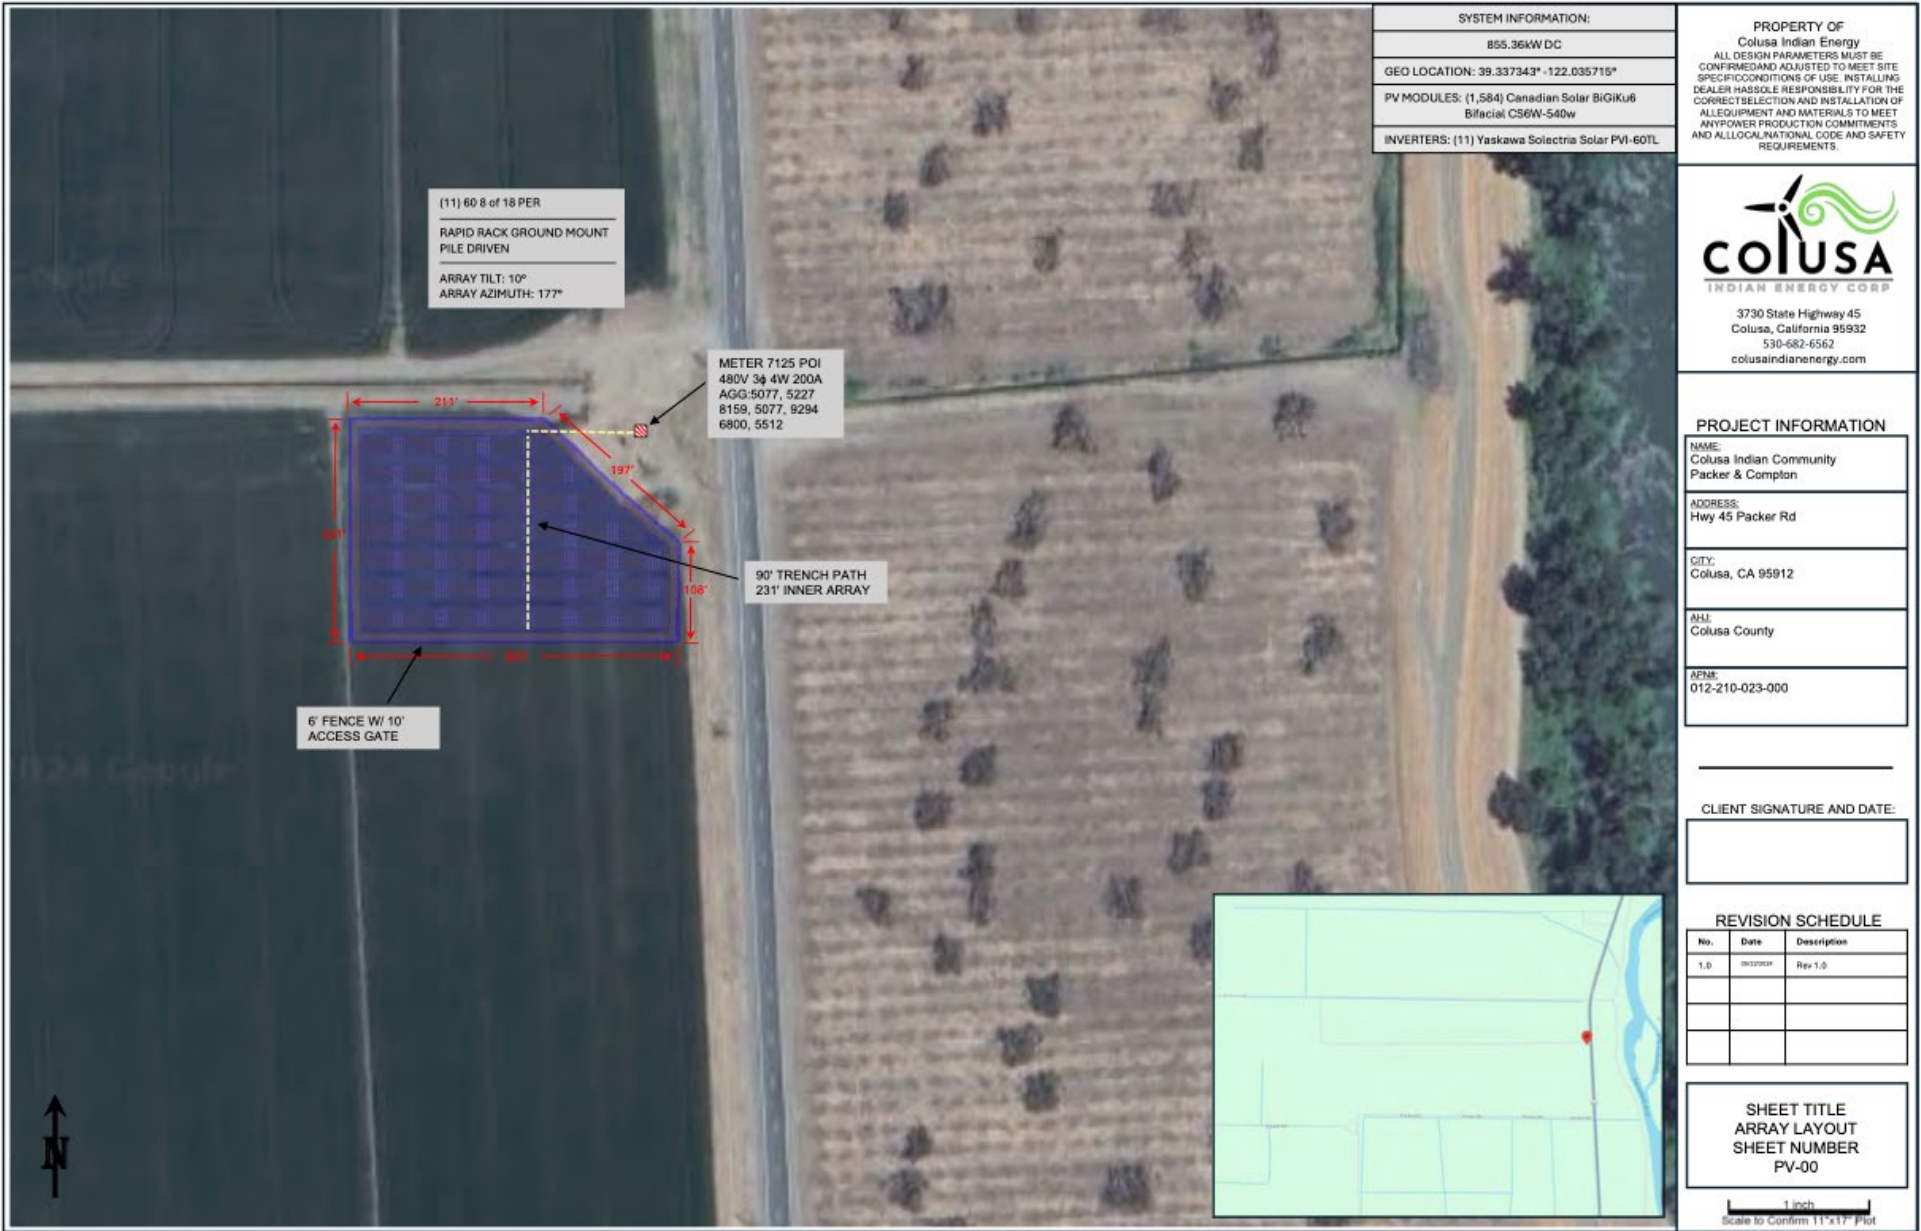 SYSTEM INFORMATION:
855.36kW DC
GEO LOCATION: 39.337343° -122.035715°
PV MODULES: (1,584) Canadian Solar BiGiKu6
Bifacial CS6W-540w
INVERTERS: (11) Yaskawa Solectria Solar PVI-60TL
(11) 60 8 of 18 PER
RAPID RACK GROUND MOUNT
PILE DRIVEN
ARRAY TILT: 10°
ARRAY AZIMUTH: 177°
METER 7125 POI
480V 3ϕ 4W 200A
AGG:5077, 5227
8159, 5077, 9294
6800, 5512
211'
197'
108'
90' TRENCH PATH
231' INNER ARRAY
6' FENCE W/ 10'
ACCESS GATE
N
PROPERTY OF
Colusa Indian Energy
ALL DESIGN PARAMETERS MUST BE
CONFIRMEDAND ADJUSTED TO MEET SITE
SPECIFICCONDITIONS OF USE. INSTALLING
DEALER HASSOLE RESPONSIBILITY FOR THE
CORRECTSELECTION AND INSTALLATION OF
ALLEQUIPMENT AND MATERIALS TO MEET
ANYPOWER PRODUCTION COMMITMENTS
AND ALLLOCAL/NATIONAL CODE AND SAFETY
REQUIREMENTS.
COlUSA
INDIAN ENERGY CORP
3730 State Highway 45
Colusa, California 95932
530-682-6562
colusaindianenergy.com
PROJECT INFORMATION
NAME:
Colusa Indian Community
Packer & Compton
ADDRESS:
Hwy 45 Packer Rd
CITY:
Colusa, CA 95912
AHJ:
Colusa County
APN#:
012-210-023-000
CLIENT SIGNATURE AND DATE:
REVISION SCHEDULE
No. Date Description
1.0 Rev 1.0
SHEET TITLE
ARRAY LAYOUT
SHEET NUMBER
PV-00
1 inch
Scale to Confirm 11"x17" Plot